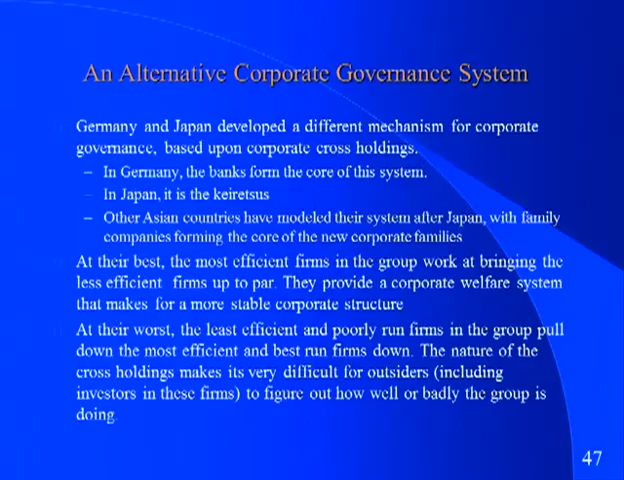 An Alternative Corporate Governance System
Germany and Japan developed a different mechanism for corporate
governance, based upon corporate cross holdings.
– In Germany, the banks form the core of this system.
– In Japan, it is the keiretsus
– Other Asian countries have modeled their system after Japan, with family
companies forming the core of the new corporate families
At their best, the most efficient firms in the group work at bringing the
less efficient firms up to par. They provide a corporate welfare system
that makes for a more stable corporate structure
At their worst, the least efficient and poorly run firms in the group pull
down the most efficient and best run firms down. The nature of the
cross holdings makes its very difficult for outsiders (including
investors in these firms) to figure out how well or badly the group is
doing.
47